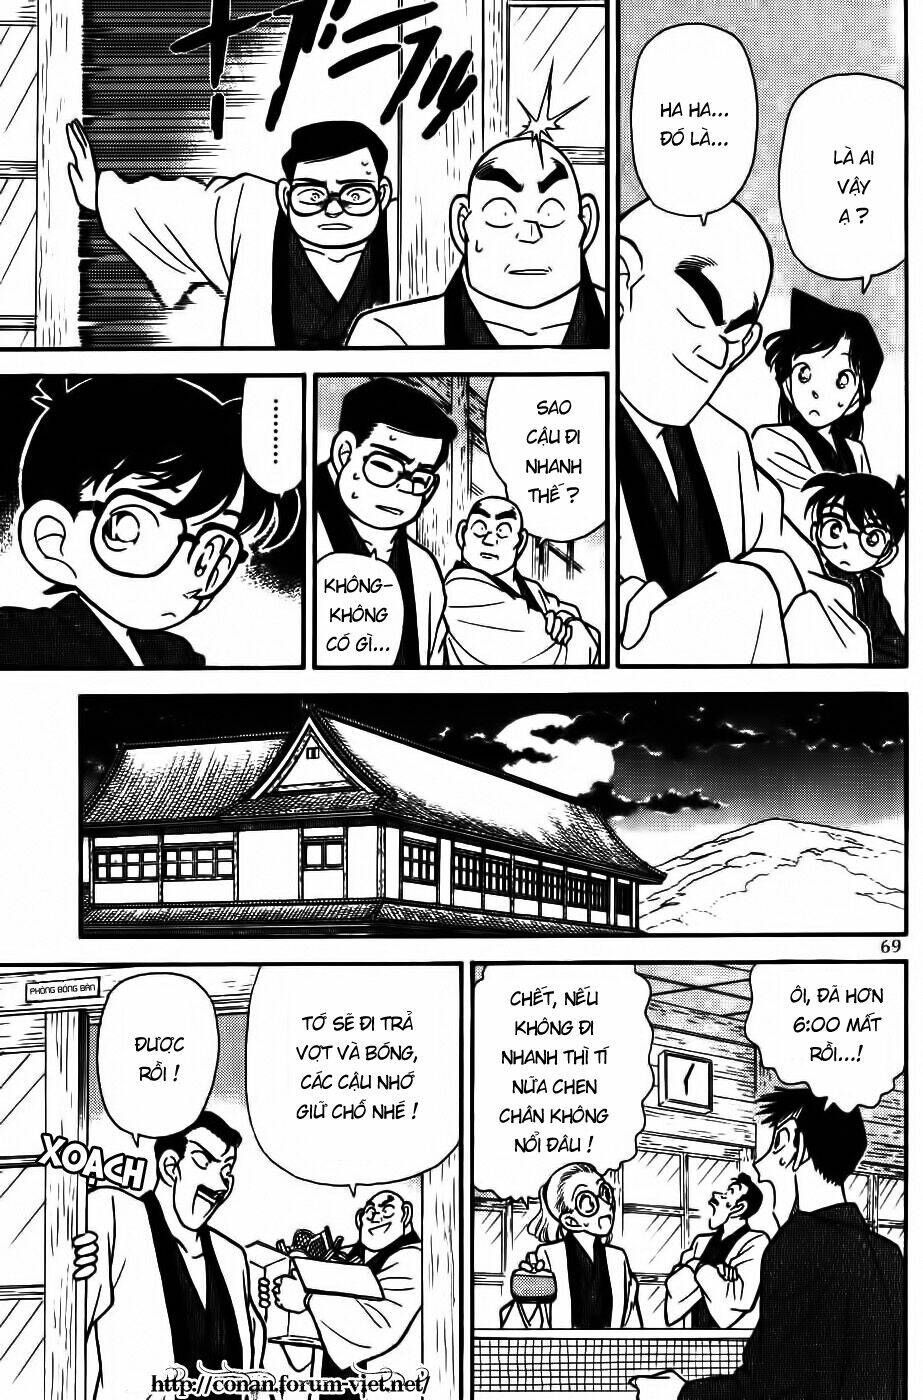 LÀ AI
VẬY
Ạ ?
HA HA...
ĐÓ LÀ...
ガラッ
SAO
CẬU ĐI
NHANH
THẾ ?
KHÔNG-
KHÔNG
CÓ GÌ...
.........
69
ÔI, ĐÃ HƠN
6:00 MẤT
RỒI...!
CHẾT, NẾU
KHÔNG ĐI
NHANH THÌ TÍ
NỮA CHEN
CHÂN KHÔNG
NỔI ĐÂU !
TỚ SẼ ĐI TRẢ
VỢT VÀ BÓNG,
CÁC CẬU NHỚ
GIỮ CHỖ NHÉ !
ĐƯỢC
RỒI !
PHÒNG BÓNG BÀN
XOẠCH
http://conan.forum-viet.net/